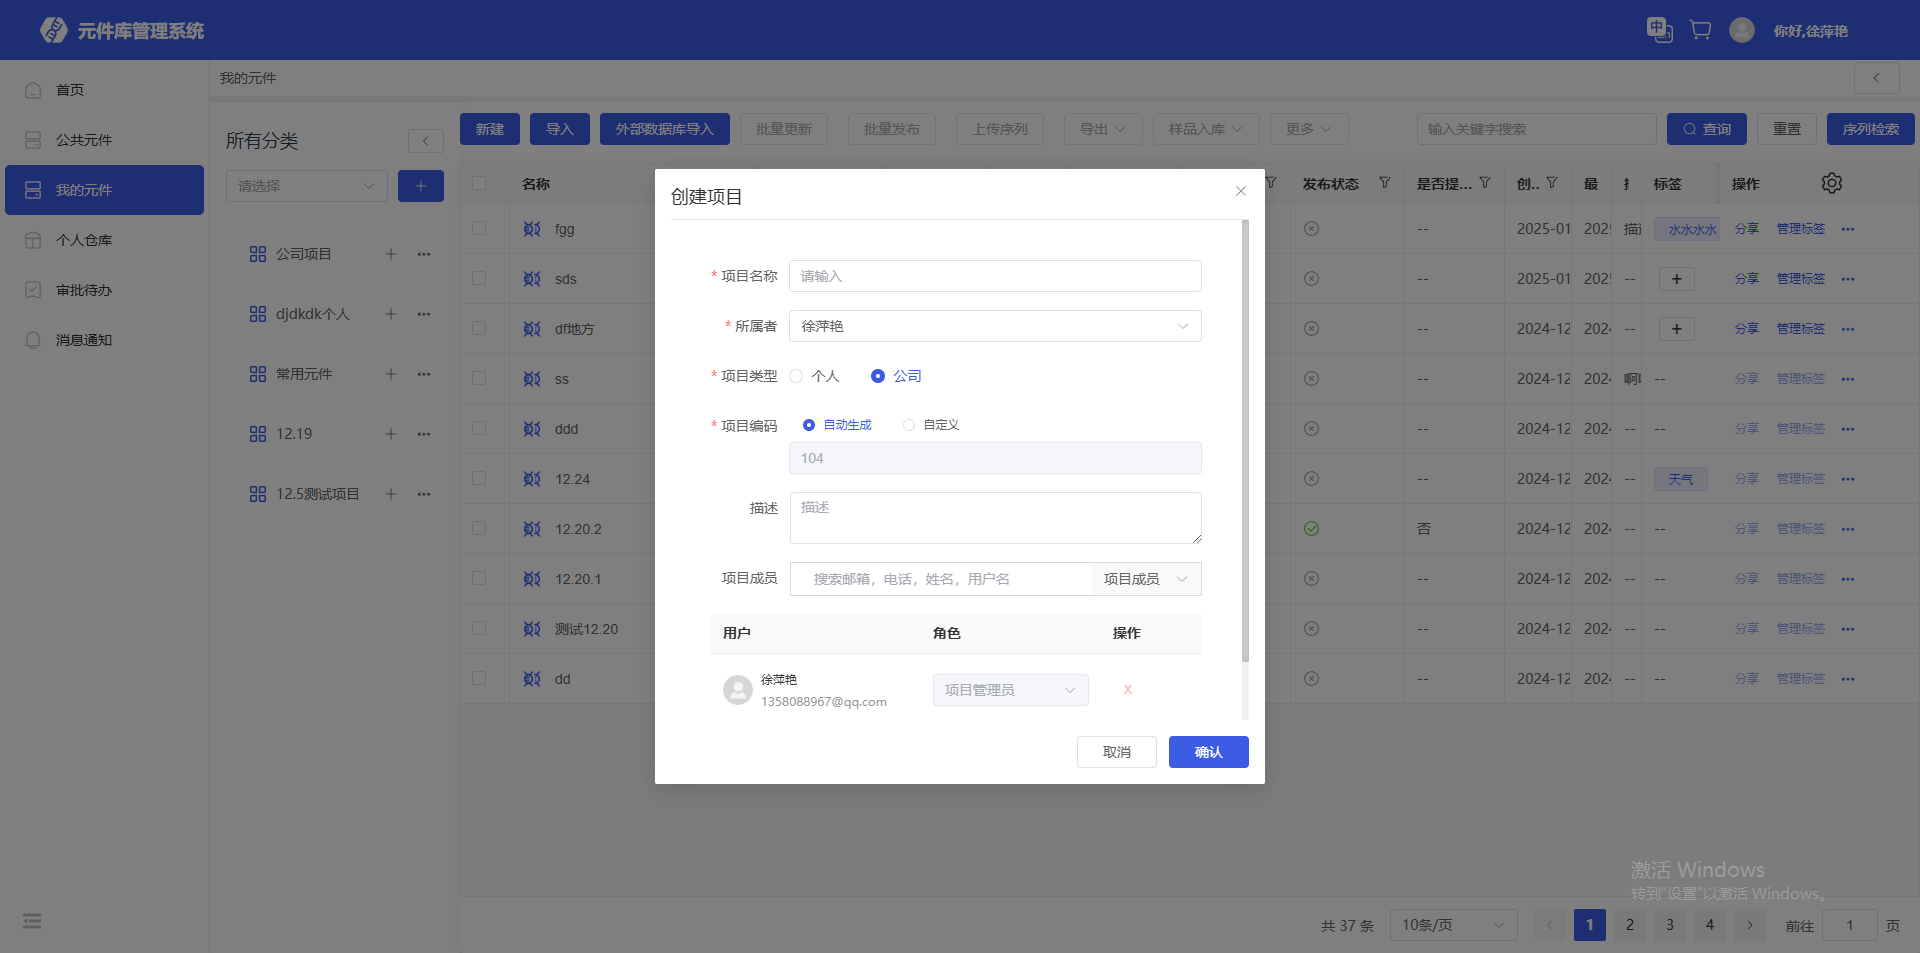 元件库管理系统
中
你好,徐萍艳
首页
公共元件
我的元件
个人仓库
审批待办
消息通知
我的元件
所有分类
请选择
公司项目
djdkdk个人
常用元件
12.19
12.5测试项目
新建 导入 外部数据库导入 批量更新 批量发布 上传序列 导出 样品入库 更多 输入关键字搜索 查询 重置 序列检索
名称 发布状态 是否提... 创.. 最 标签 操作
fgg -- 2025-01 202 水水水水 分享 管理标签
sds -- 2025-01 202 -- + 分享 管理标签
df地方 -- 2024-12 202 -- + 分享 管理标签
ss -- 2024-12 202 -- 分享 管理标签
ddd -- 2024-12 202 -- -- 分享 管理标签
12.24 -- 2024-12 202 -- 天气 分享 管理标签
12.20.2 否 2024-12 202 -- -- 分享 管理标签
12.20.1 -- 2024-12 202 -- -- 分享 管理标签
测试12.20 -- 2024-12 202 -- -- 分享 管理标签
dd -- 2024-12 202 -- -- 分享 管理标签
创建项目
* 项目名称 请输入
* 所属者 徐萍艳
* 项目类型 个人 公司
* 项目编码 自动生成 自定义
104
描述 描述
项目成员 搜索邮箱，电话，姓名，用户名 项目成员
用户 角色 操作
徐萍艳
1358088967@qq.com
项目管理员 X
取消 确认
激活 Windows
转到“设置”以激活 Windows。
共 37 条 10条/页 1 2 3 4 前往 1 页